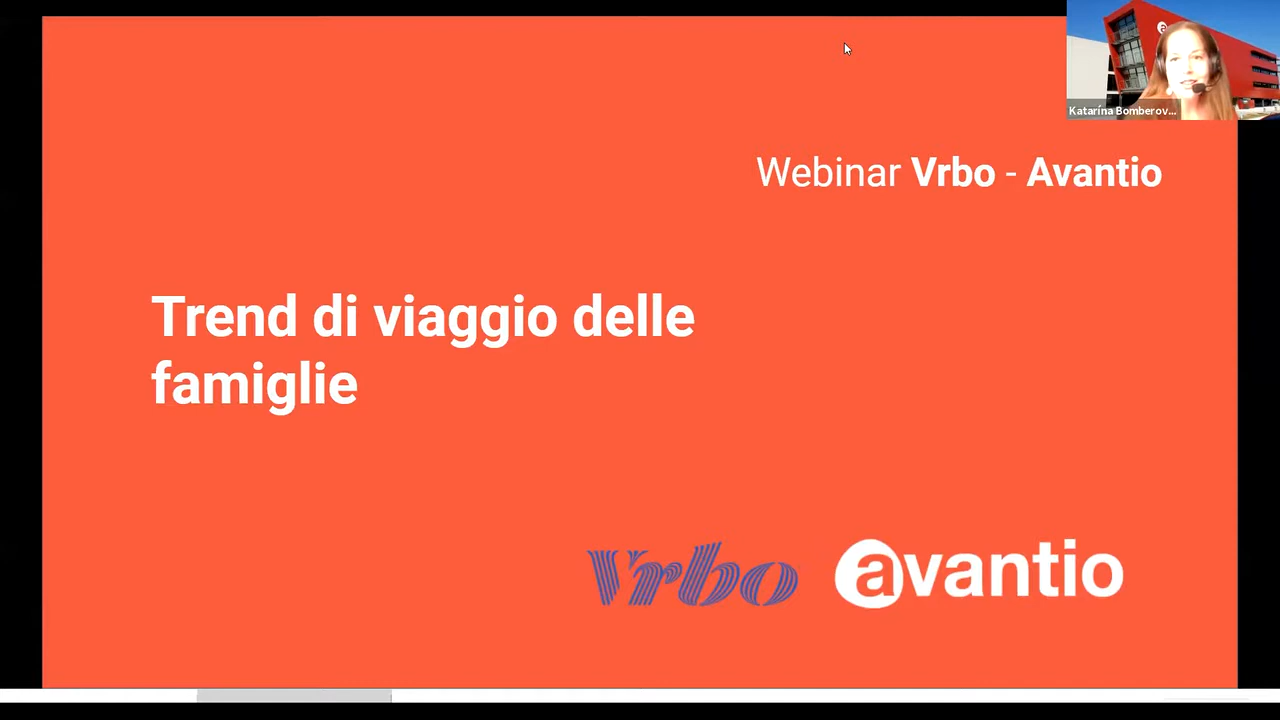 Katarína Bomberov...
Webinar Vrbo - Avantio
Trend di viaggio delle
famiglie
Vrbo
avantio